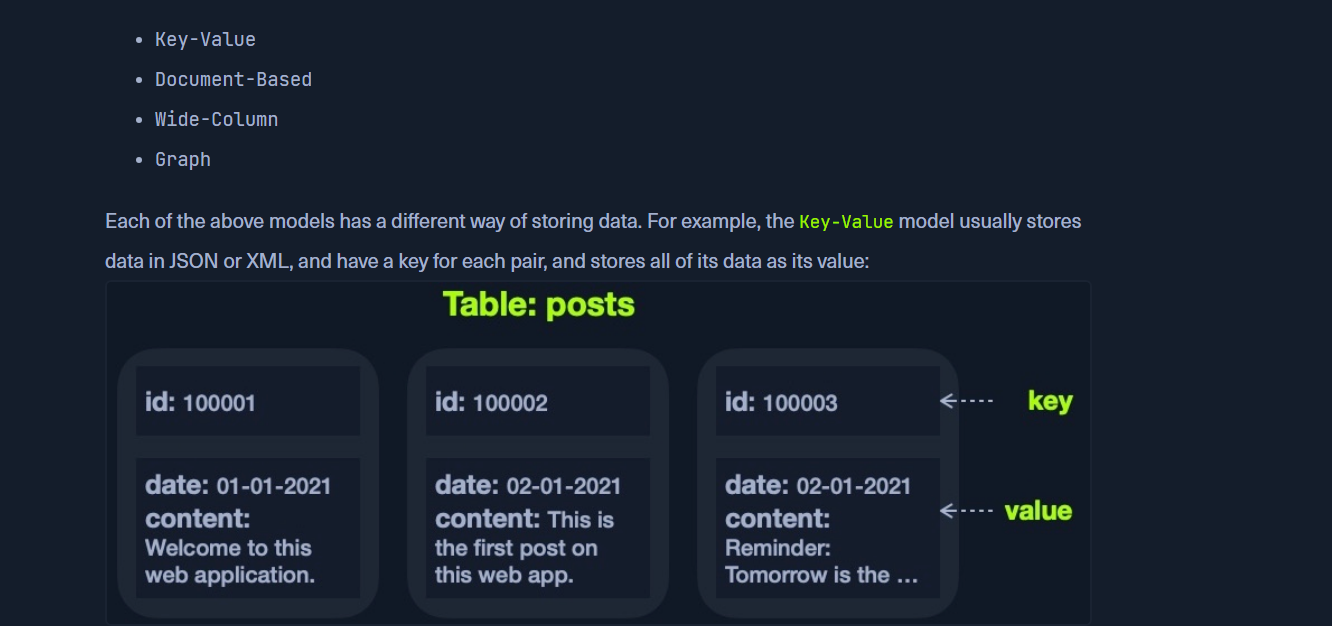 Key-Value
Document-Based
Wide-Column
Graph
Each of the above models has a different way of storing data. For example, the Key-Value model usually stores
data in JSON or XML, and have a key for each pair, and stores all of its data as its value:
Table: posts
id: 100001
date: 01-01-2021
content:
Welcome to this
web application.
id: 100002
date: 02-01-2021
content: This is
the first post on
this web app.
id: 100003
date: 02-01-2021
content:
Reminder:
Tomorrow is the ...
key
value